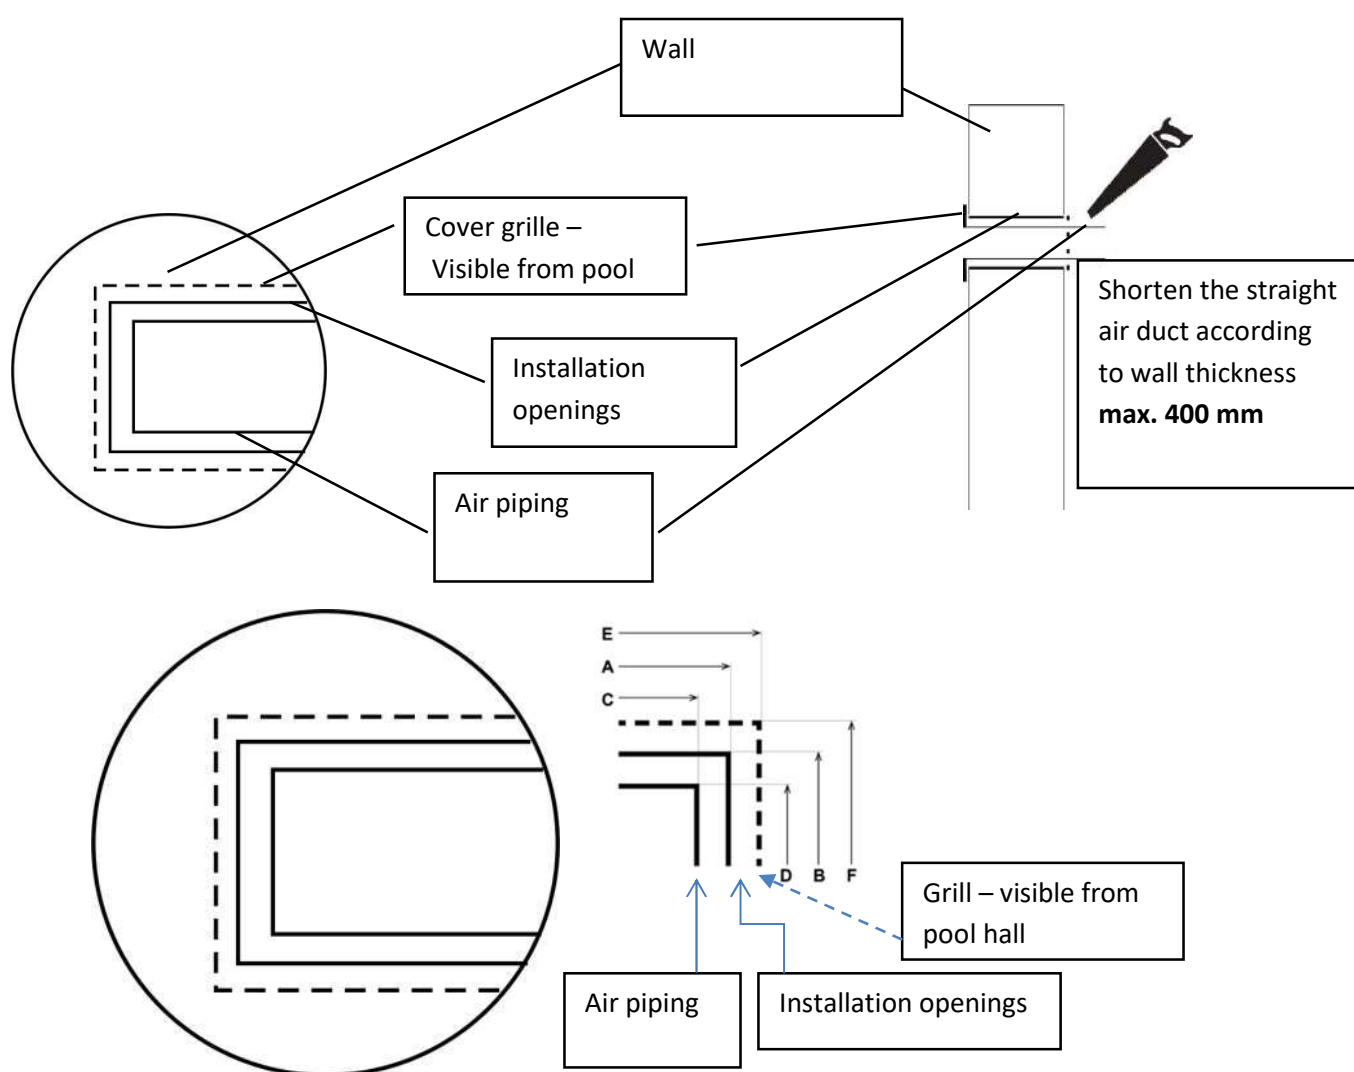 Wall
Cover grille –
Visible from pool
Shorten the straight
air duct according
to wall thickness
max. 400 mm
Installation
openings
Air piping
E
A
C
D B F
Grill – visible from
pool hall
Air piping
Installation openings